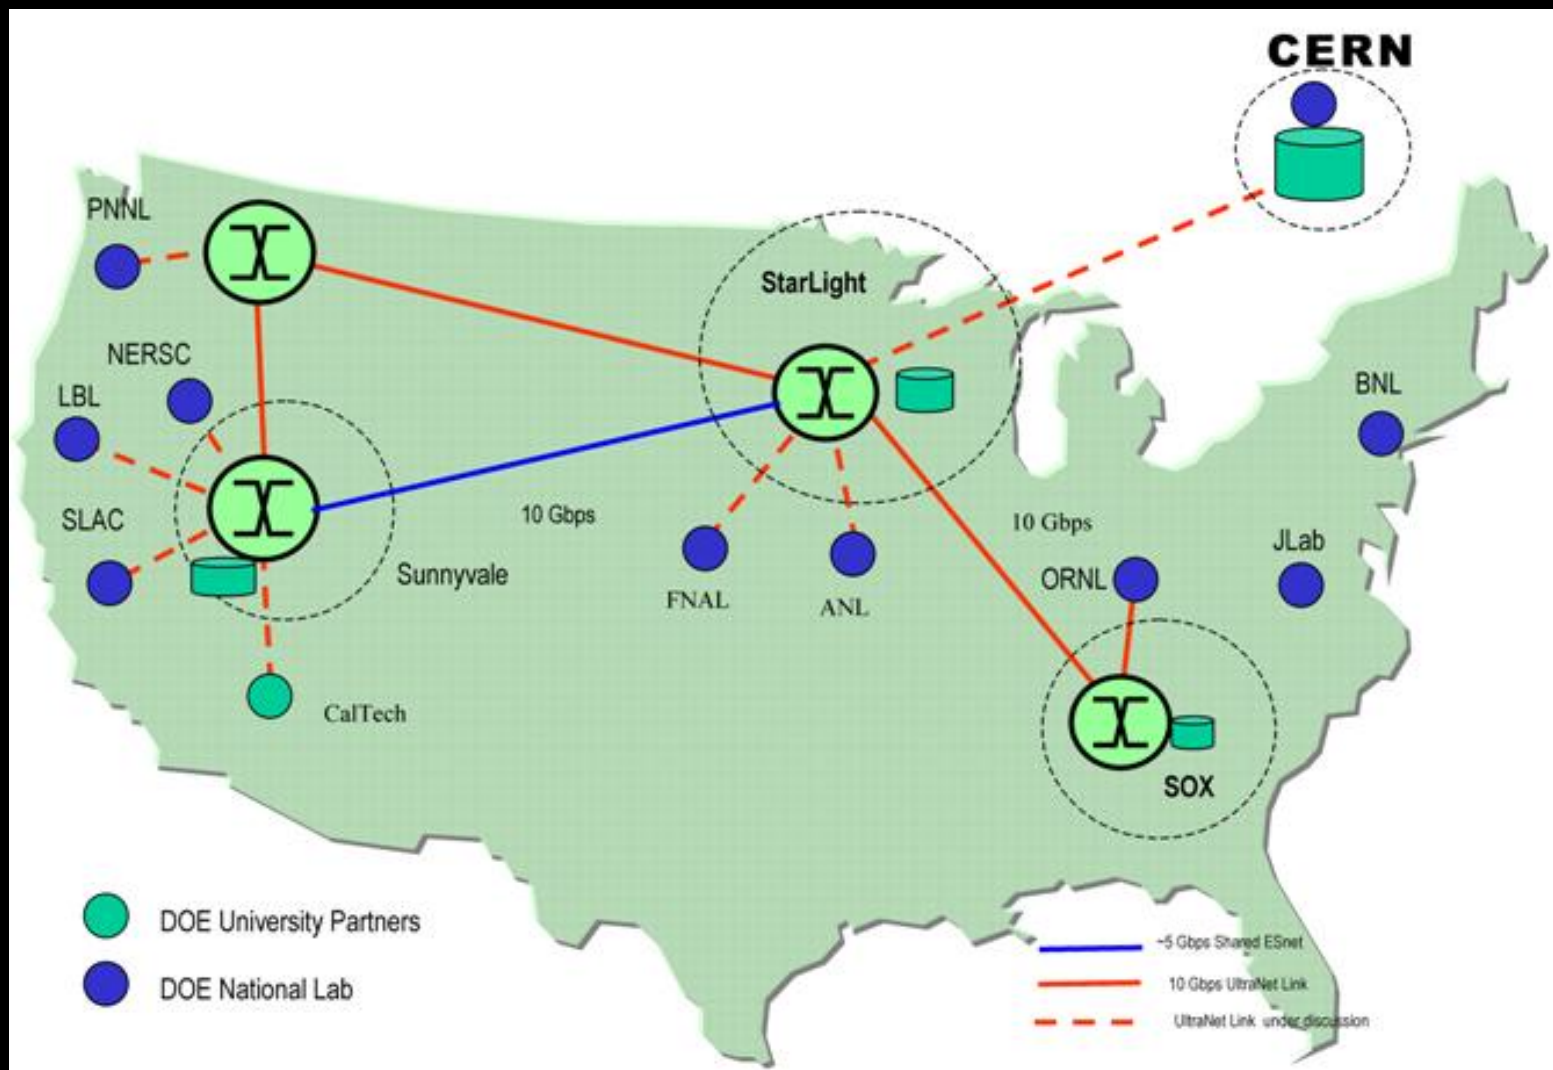 CERN
PNNL
StarLight
NERSC
LBL
BNL
SLAC
10 Gbps
10 Gbps
JLab
Sunnyvale
ORNL
FNAL
ANL
CalTech
SOX
DOE University Partners
DOE National Lab
~5 Gbps Shared ESnet
10 Gbps UltraNet Link
UltraNet Link under discussion